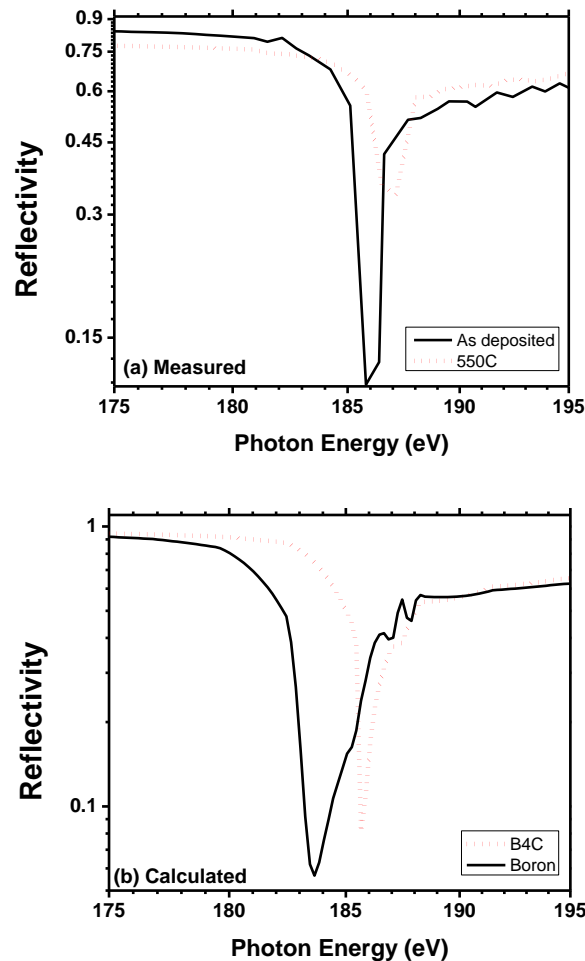 0.9
0.75
0.6
0.45
0.3
0.15
Reflectivity
As deposited
550C
(a) Measured
175 180 185 190 195
Photon Energy (eV)
1
0.1
Reflectivity
B4C
Boron
(b) Calculated
175 180 185 190 195
Photon Energy (eV)